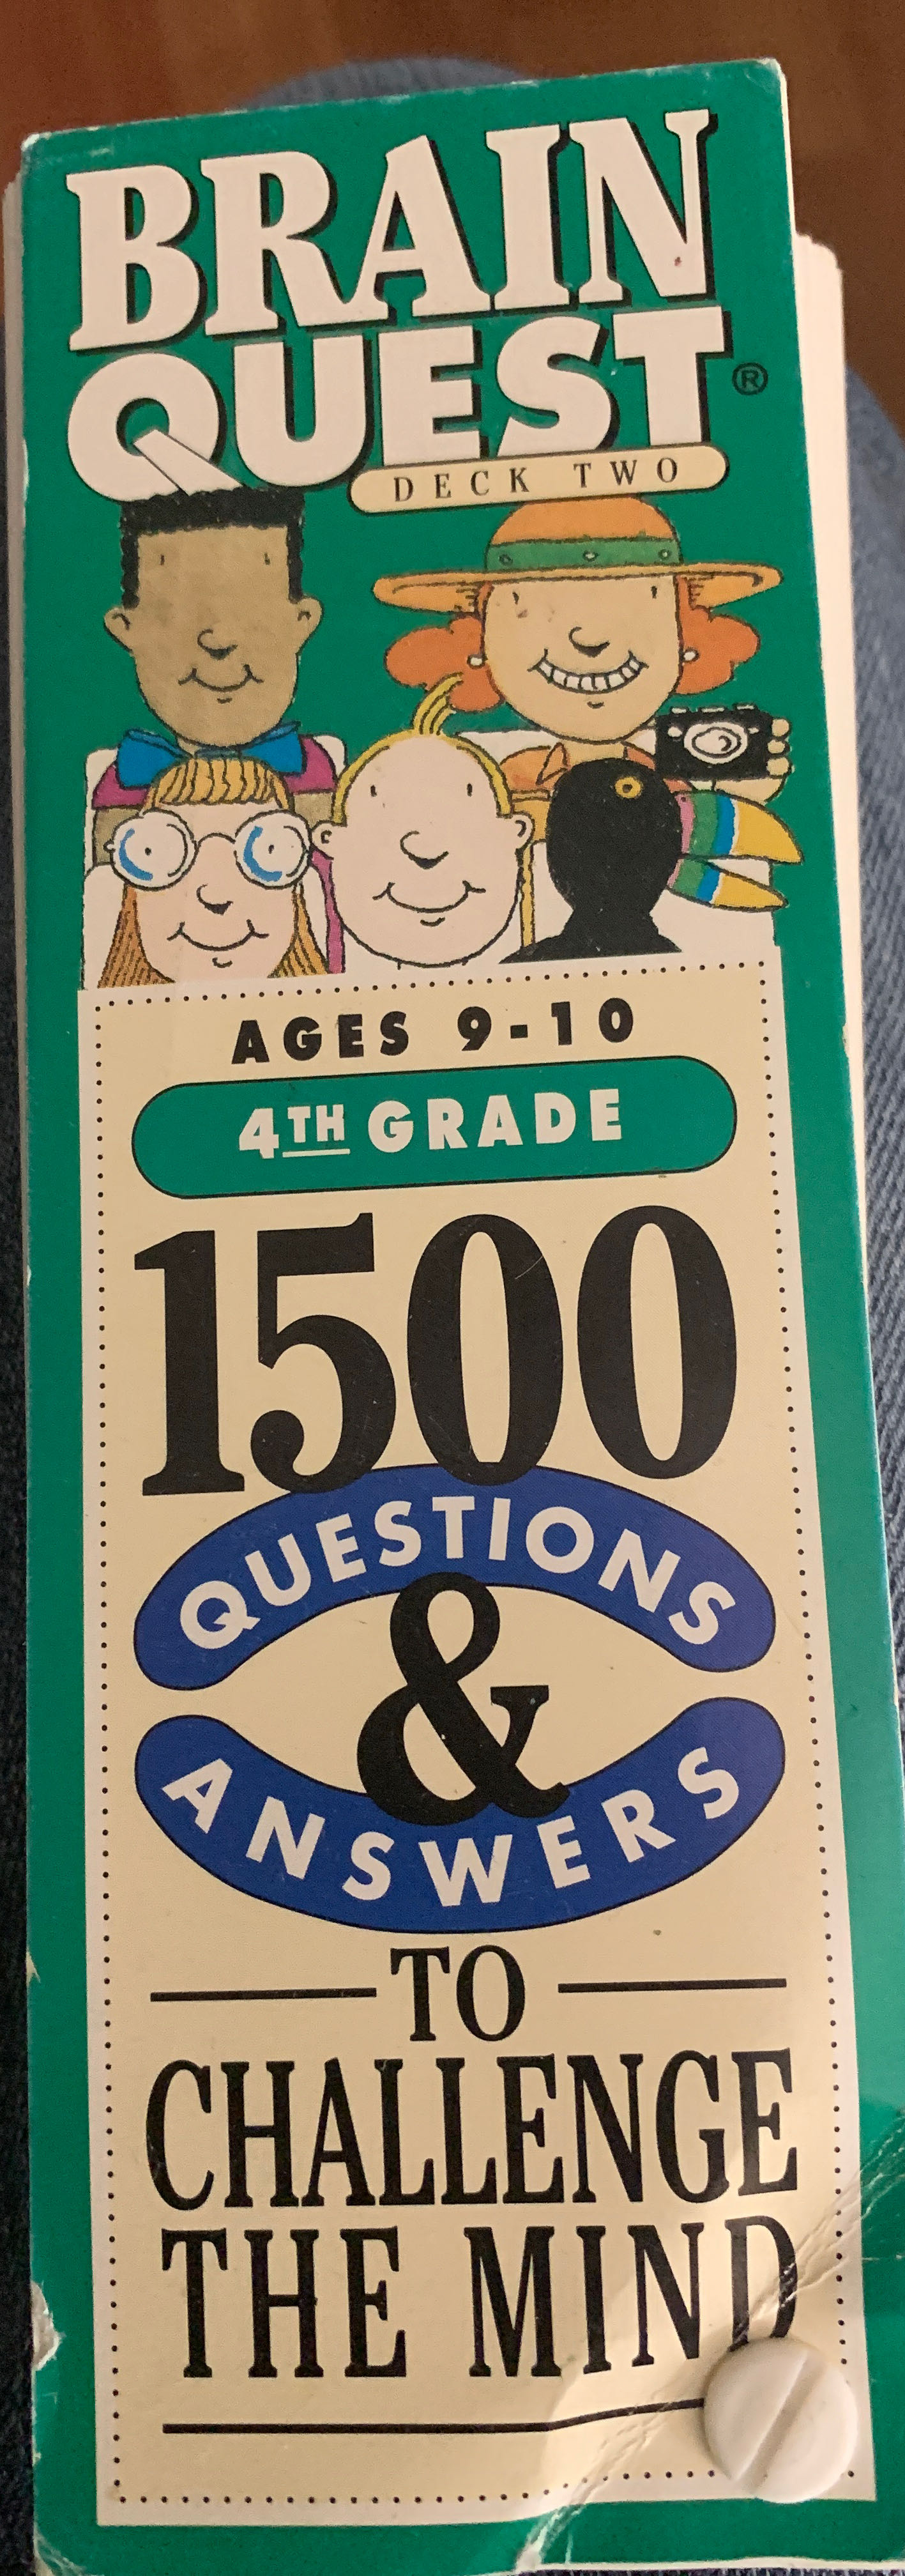 BRAIN
QUEST®
DECK TWO
AGES 9-10
4TH GRADE
1500
QUESTIONS
&
ANSWERS
TO
CHALLENGE
THE MIND